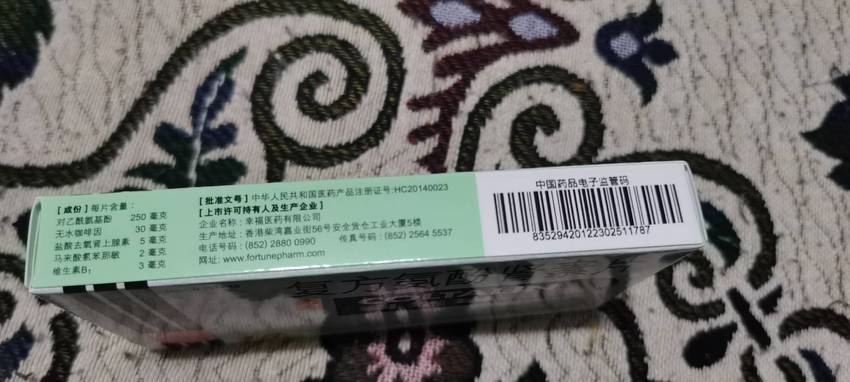 [成份] 每片含量:
对乙酰氨基酚 250 毫克
无水咖啡因 30 毫克
盐酸去氧肾上腺素 5 毫克
马来酸氯苯那敏 2 毫克
维生素B₁ 3 毫克
[批准文号] 中华人民共和国医药产品注册证号:HC20140023
[上市许可持有人及生产企业]
企业名称:幸福医药有限公司
生产地址:香港柴湾嘉业街56号安全货仓工业大厦5楼
电话号码:(852) 2880 0990 传真号码:(852) 2564 5537
网址: www.fortunepharm.com
中国药品电子监管码
83529420122302511787
复方氨酚